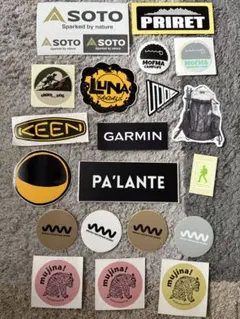 SOTO
Sparked by nature
PRIRET
SOTO
Sparked by nature
SOTO
Sparked by nature
LUNA
SANDALS
MOFMA
MOFMA
KEEN
GARMIN
PA'LANTE
mujina!
mujina!
mujina!